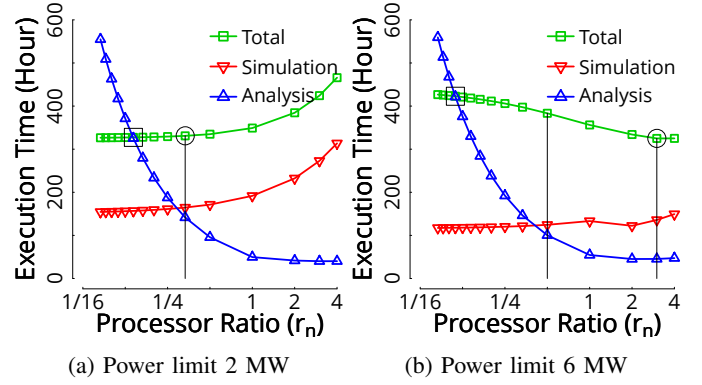 600
400
200
0
Execution Time (Hour)
Total
Simulation
Analysis
1/16
1/4
1
2
4
Processor Ratio (rn)
(a) Power limit 2 MW
600
400
200
0
Execution Time (Hour)
Total
Simulation
Analysis
1/16
1/4
1
2
4
Processor Ratio (rn)
(b) Power limit 6 MW